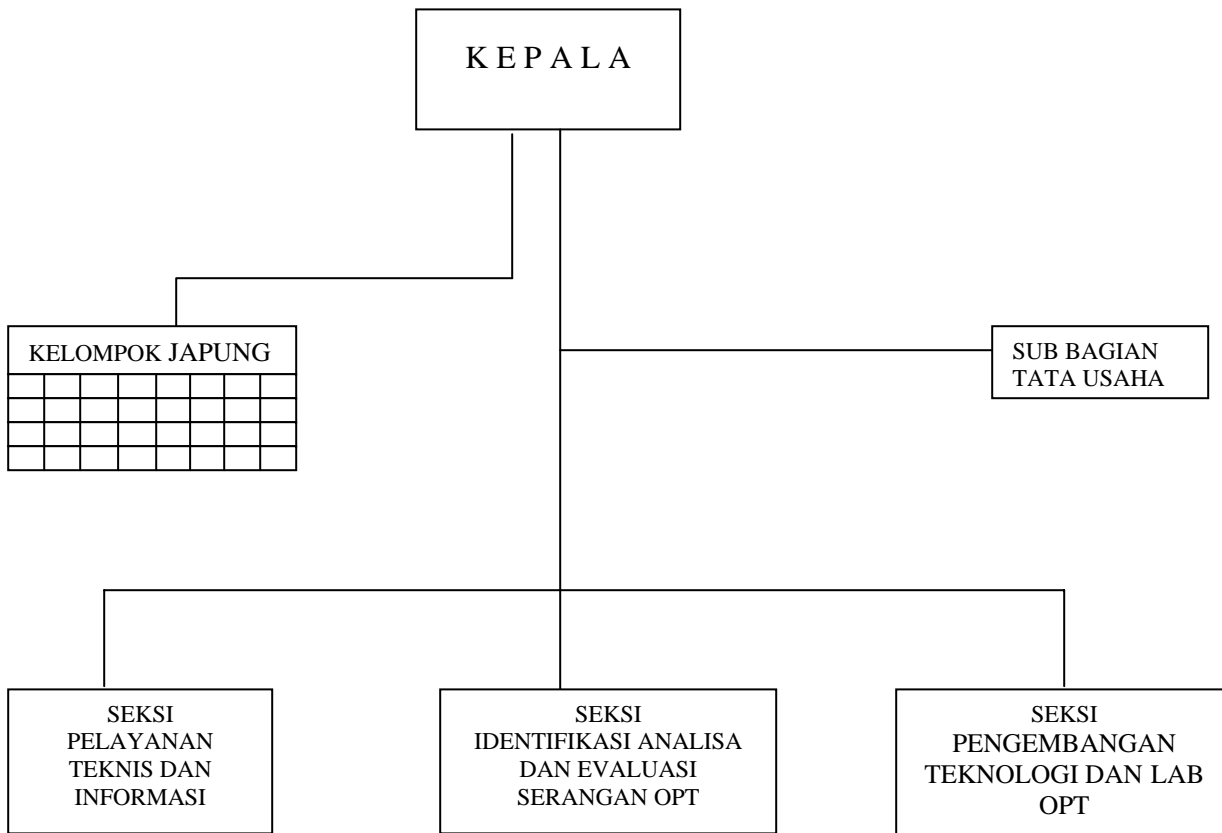 K E P A L A
KELOMPOK JAPUNG
SUB BAGIAN
TATA USAHA
SEKSI
PELAYANAN
TEKNIS DAN
INFORMASI
SEKSI
IDENTIFIKASI ANALISA
DAN EVALUASI
SERANGAN OPT
SEKSI
PENGEMBANGAN
TEKNOLOGI DAN LAB
OPT